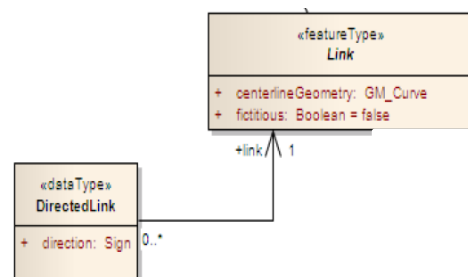 «featureType»
Link
+ centerlineGeometry: GM_Curve
+ fictitious: Boolean = false
+link 1
«dataType»
DirectedLink
+ direction: Sign
0..*